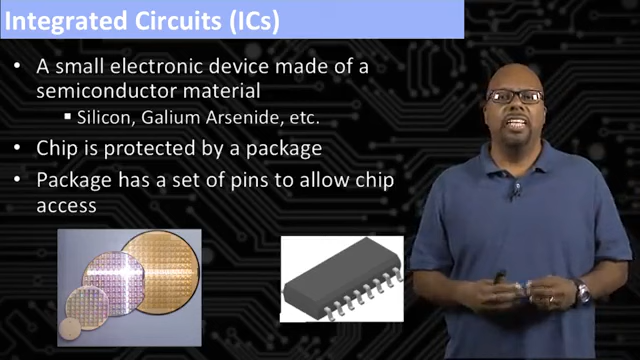 Integrated Circuits (ICs)
• A small electronic device made of a
semiconductor material
▪ Silicon, Galium Arsenide, etc.
• Chip is protected by a package
• Package has a set of pins to allow chip
access